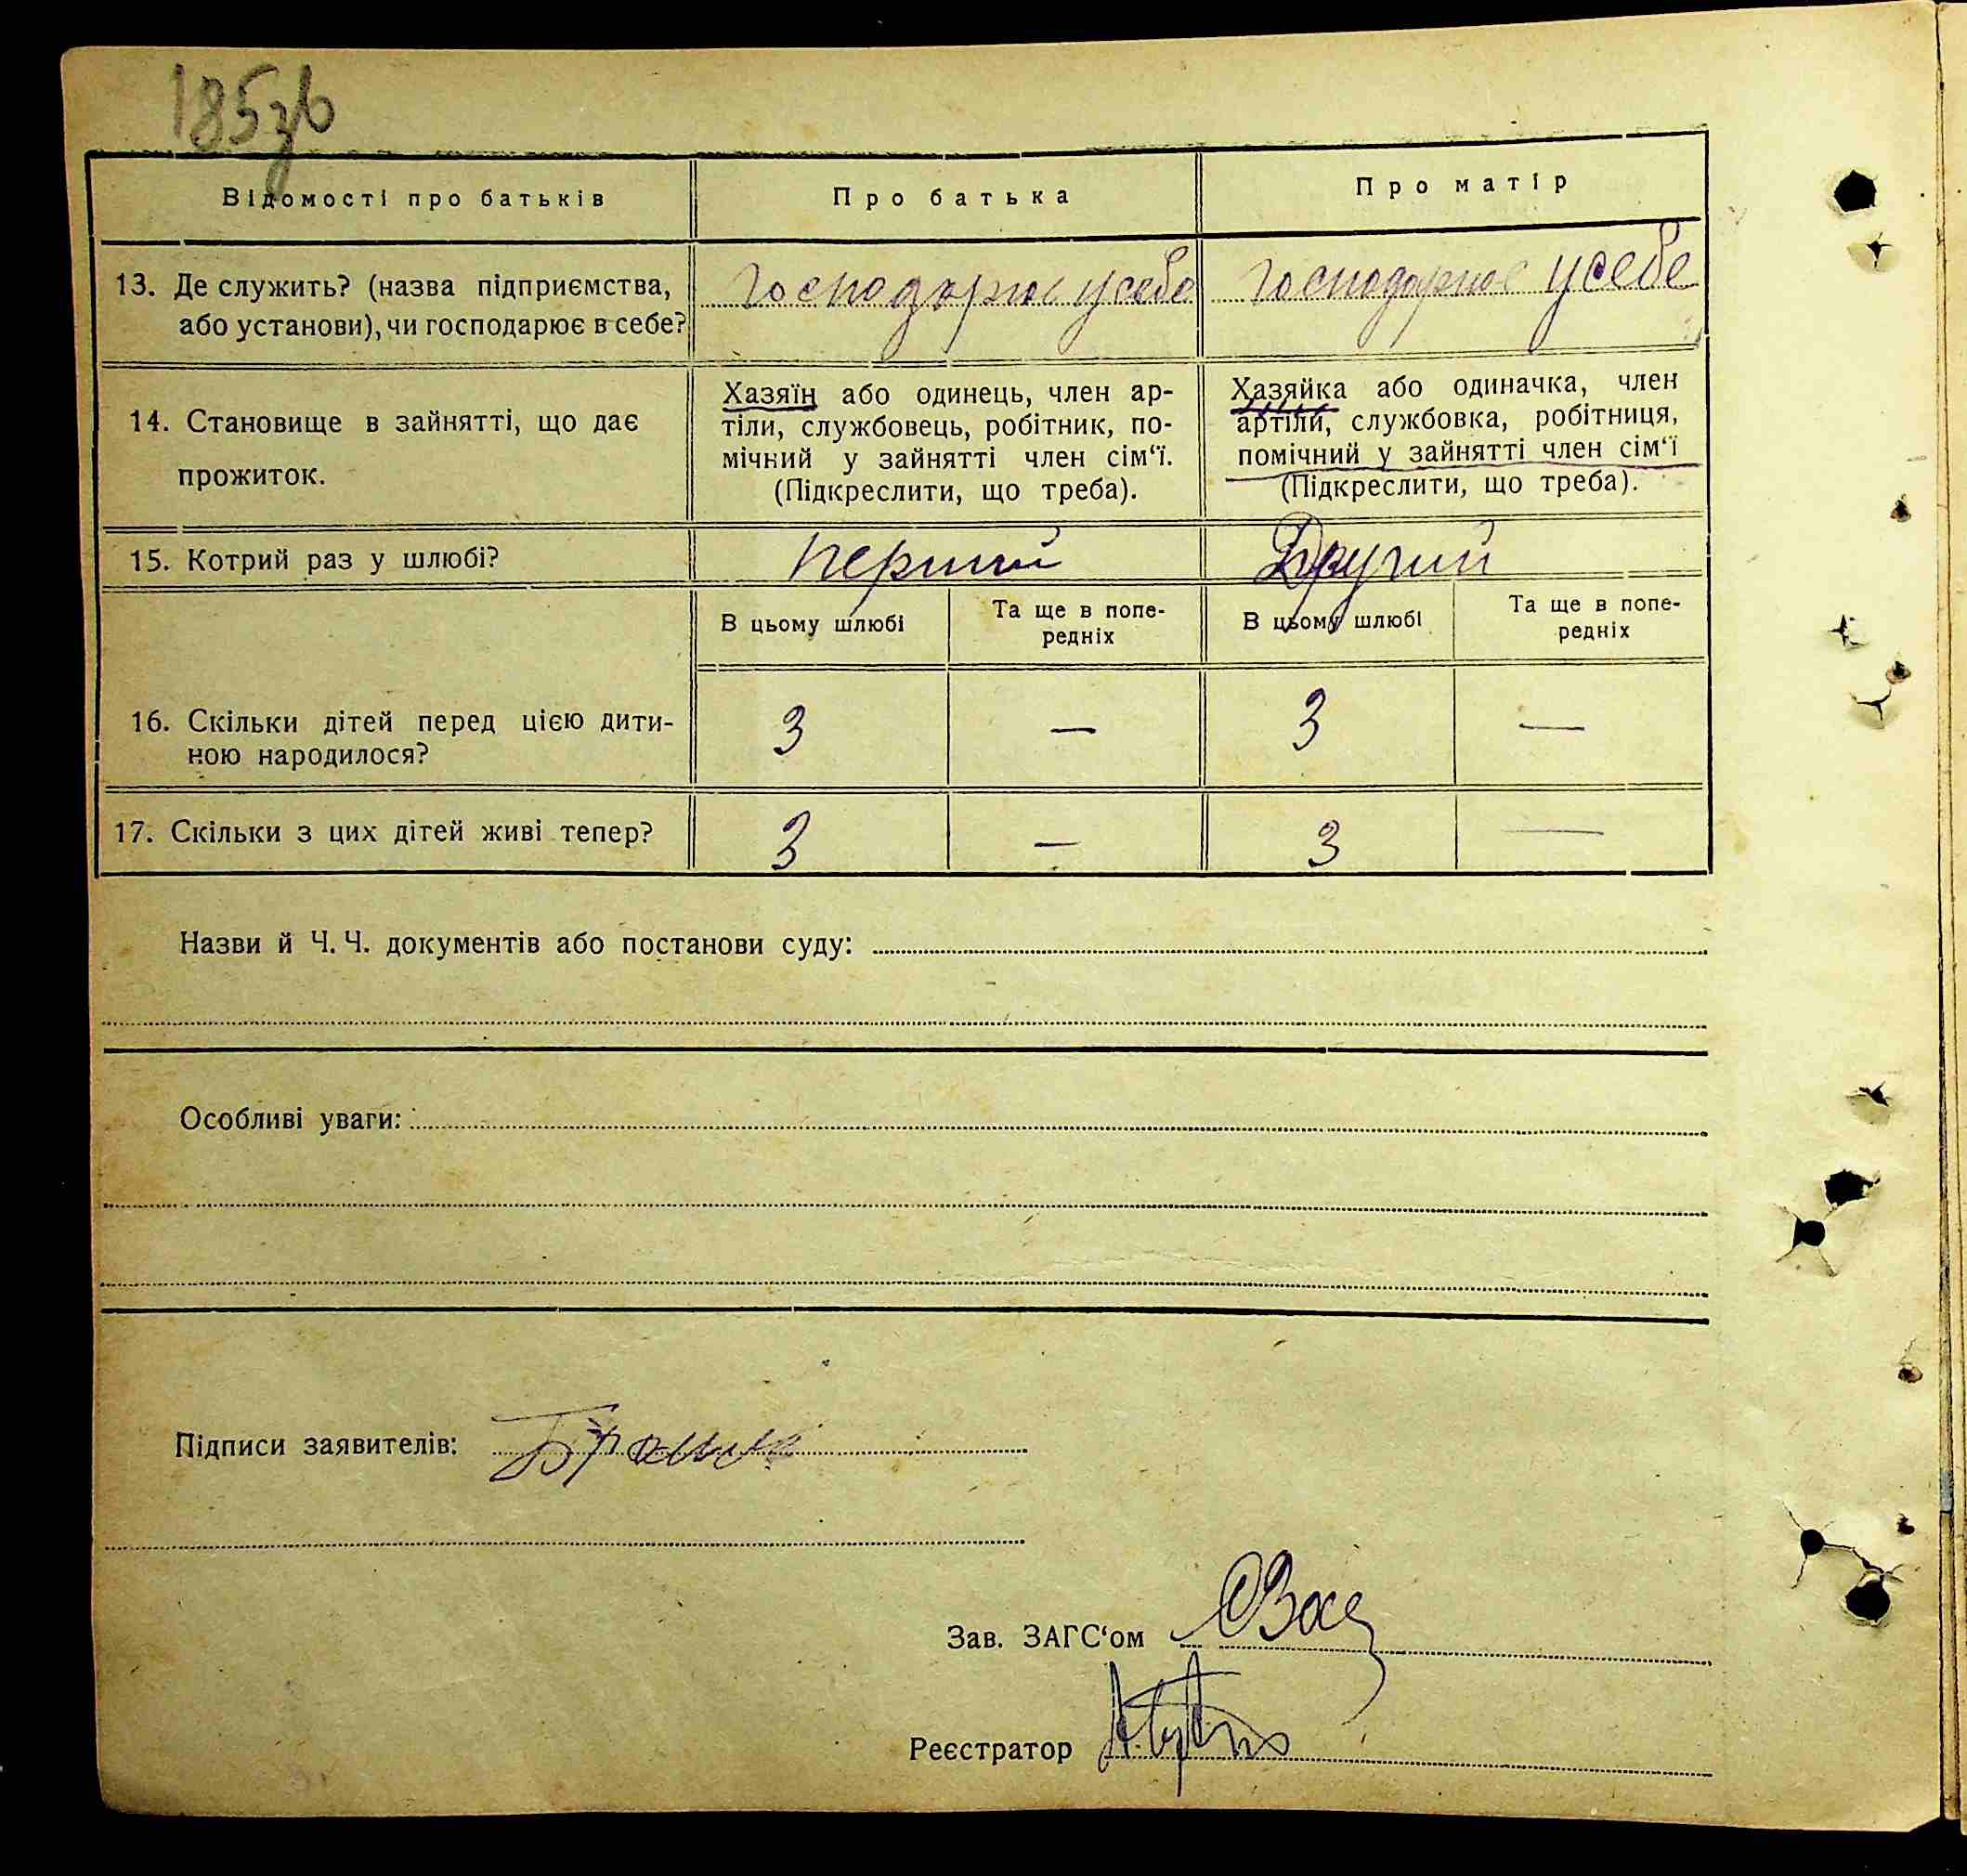 185зв
Відомості про батьків
Про батька
Про матір
13. Де служить? (назва підприємства,
або установи), чи господарює в себе?
Господарює у себе
Господарює у себе
14. Становище в зайнятті, що дає
прожиток.
Хазяїн або одинець, член ар-
тіли, службовець, робітник, по-
мічний у зайнятті член сім‘ї.
(Підкреслити, що треба).
Хазяйка або одиначка, член
артіли, службовка, робітниця,
помічний у зайнятті член сім‘ї
(Підкреслити, що треба).
15. Котрий раз у шлюбі?
перший
Другий
В цьому шлюбі
Та ще в попе-
редніх
В цьому шлюбі
Та ще в попе-
редніх
16. Скільки дітей перед цією дити-
ною народилося?
3
—
3
—
17. Скільки з цих дітей живі тепер?
3
—
3
—
Назви й Ч. Ч. документів або постанови суду:
Особливі уваги:
Підписи заявителів:
Зав. ЗАГС‘ом
Реєстратор